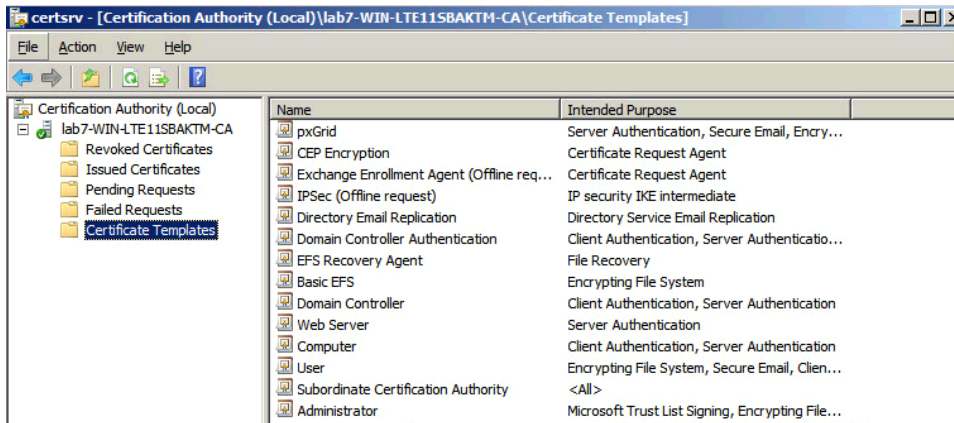 certsrv - [Certification Authority (Local)\lab7-WIN-LTE11SBAKTM-CA\Certificate Templates]
File Action View Help
Certification Authority (Local)
lab7-WIN-LTE11SBAKTM-CA
Revoked Certificates
Issued Certificates
Pending Requests
Failed Requests
Certificate Templates
Name Intended Purpose
pxGrid Server Authentication, Secure Email, Encry...
CEP Encryption Certificate Request Agent
Exchange Enrollment Agent (Offline req... Certificate Request Agent
IPSec (Offline request) IP security IKE intermediate
Directory Email Replication Directory Service Email Replication
Domain Controller Authentication Client Authentication, Server Authenticatio...
EFS Recovery Agent File Recovery
Basic EFS Encrypting File System
Domain Controller Client Authentication, Server Authentication
Web Server Server Authentication
Computer Client Authentication, Server Authentication
User Encrypting File System, Secure Email, Clien...
Subordinate Certification Authority <All>
Administrator Microsoft Trust List Signing, Encrypting File...